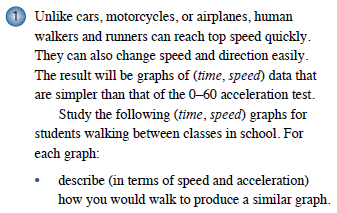 1 Unlike cars, motorcycles, or airplanes, human
walkers and runners can reach top speed quickly.
They can also change speed and direction easily.
The result will be graphs of (time, speed) data that
are simpler than that of the 0–60 acceleration test.
Study the following (time, speed) graphs for
students walking between classes in school. For
each graph:
• describe (in terms of speed and acceleration)
how you would walk to produce a similar graph.